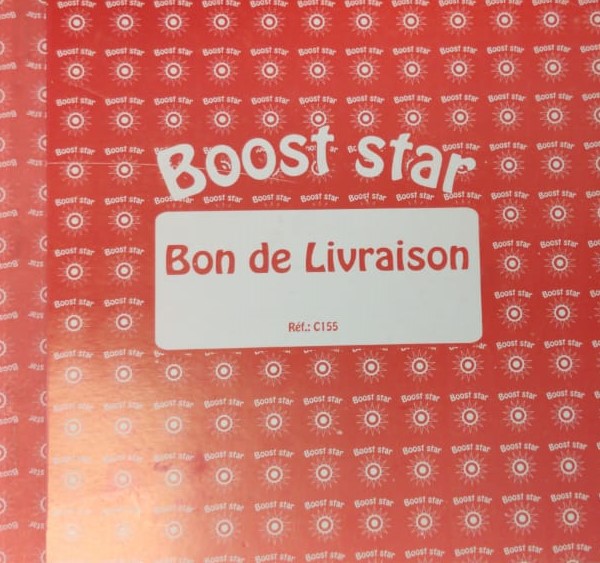 Boost star
Bon de Livraison
Réf.: C155